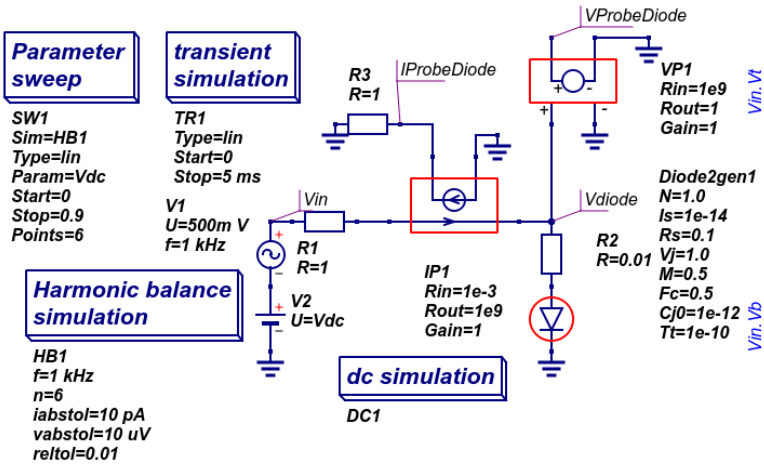 Parameter
sweep
SW1
Sim=HB1
Type=lin
Param=Vdc
Start=0
Stop=0.9
Points=6
transient
simulation
TR1
Type=lin
Start=0
Stop=5 ms
V1
U=500m V
f=1 kHz
R3
R=1
IProbeDiode
VProbeDiode
+
-
+
-
VP1
Rin=1e9
Rout=1
Gain=1
Vin.Vt
Vin
+
−
R1
R=1
+
−
V2
U=Vdc
IP1
Rin=1e-3
Rout=1e9
Gain=1
Vdiode
R2
R=0.01
Diode2gen1
N=1.0
Is=1e-14
Rs=0.1
Vj=1.0
M=0.5
Fc=0.5
Cj0=1e-12
Tt=1e-10
Vin.Vb
Harmonic balance
simulation
HB1
f=1 kHz
n=6
iabstol=10 pA
vabstol=10 uV
reltol=0.01
dc simulation
DC1